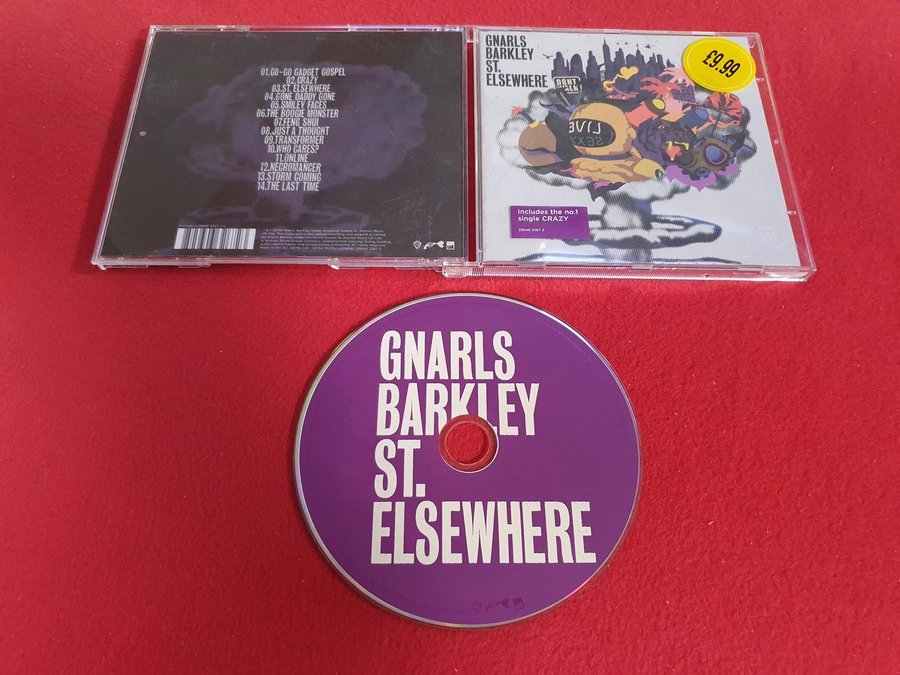 01.GO-GO GADGET GOSPEL
02.CRAZY
03.ST. ELSEWHERE
04.GONE DADDY GONE
05.SMILEY FACES
06.THE BOOGIE MONSTER
07.FENG SHUI
08.JUST A THOUGHT
09.TRANSFORMER
10.WHO CARES?
11.ONLINE
12.NECROMANCER
13.STORM COMING
14.THE LAST TIME
GNARLS
BARKLEY
ST.
ELSEWHERE
£9.99
LIVE
SEXY
Includes the no.1
single CRAZY
GNARLS
BARKLEY
ST.
ELSEWHERE